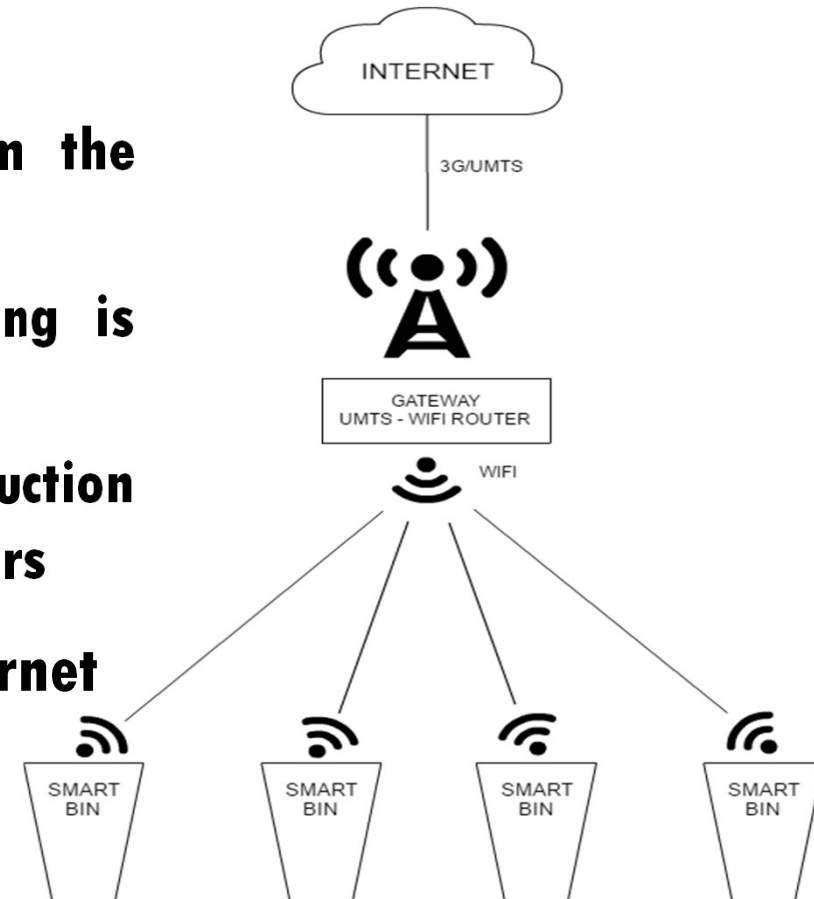 m the
ng is
uction
rs
rnet
INTERNET
3G/UMTS
GATEWAY
UMTS - WIFI ROUTER
WIFI
SMART
BIN
SMART
BIN
SMART
BIN
SMART
BIN